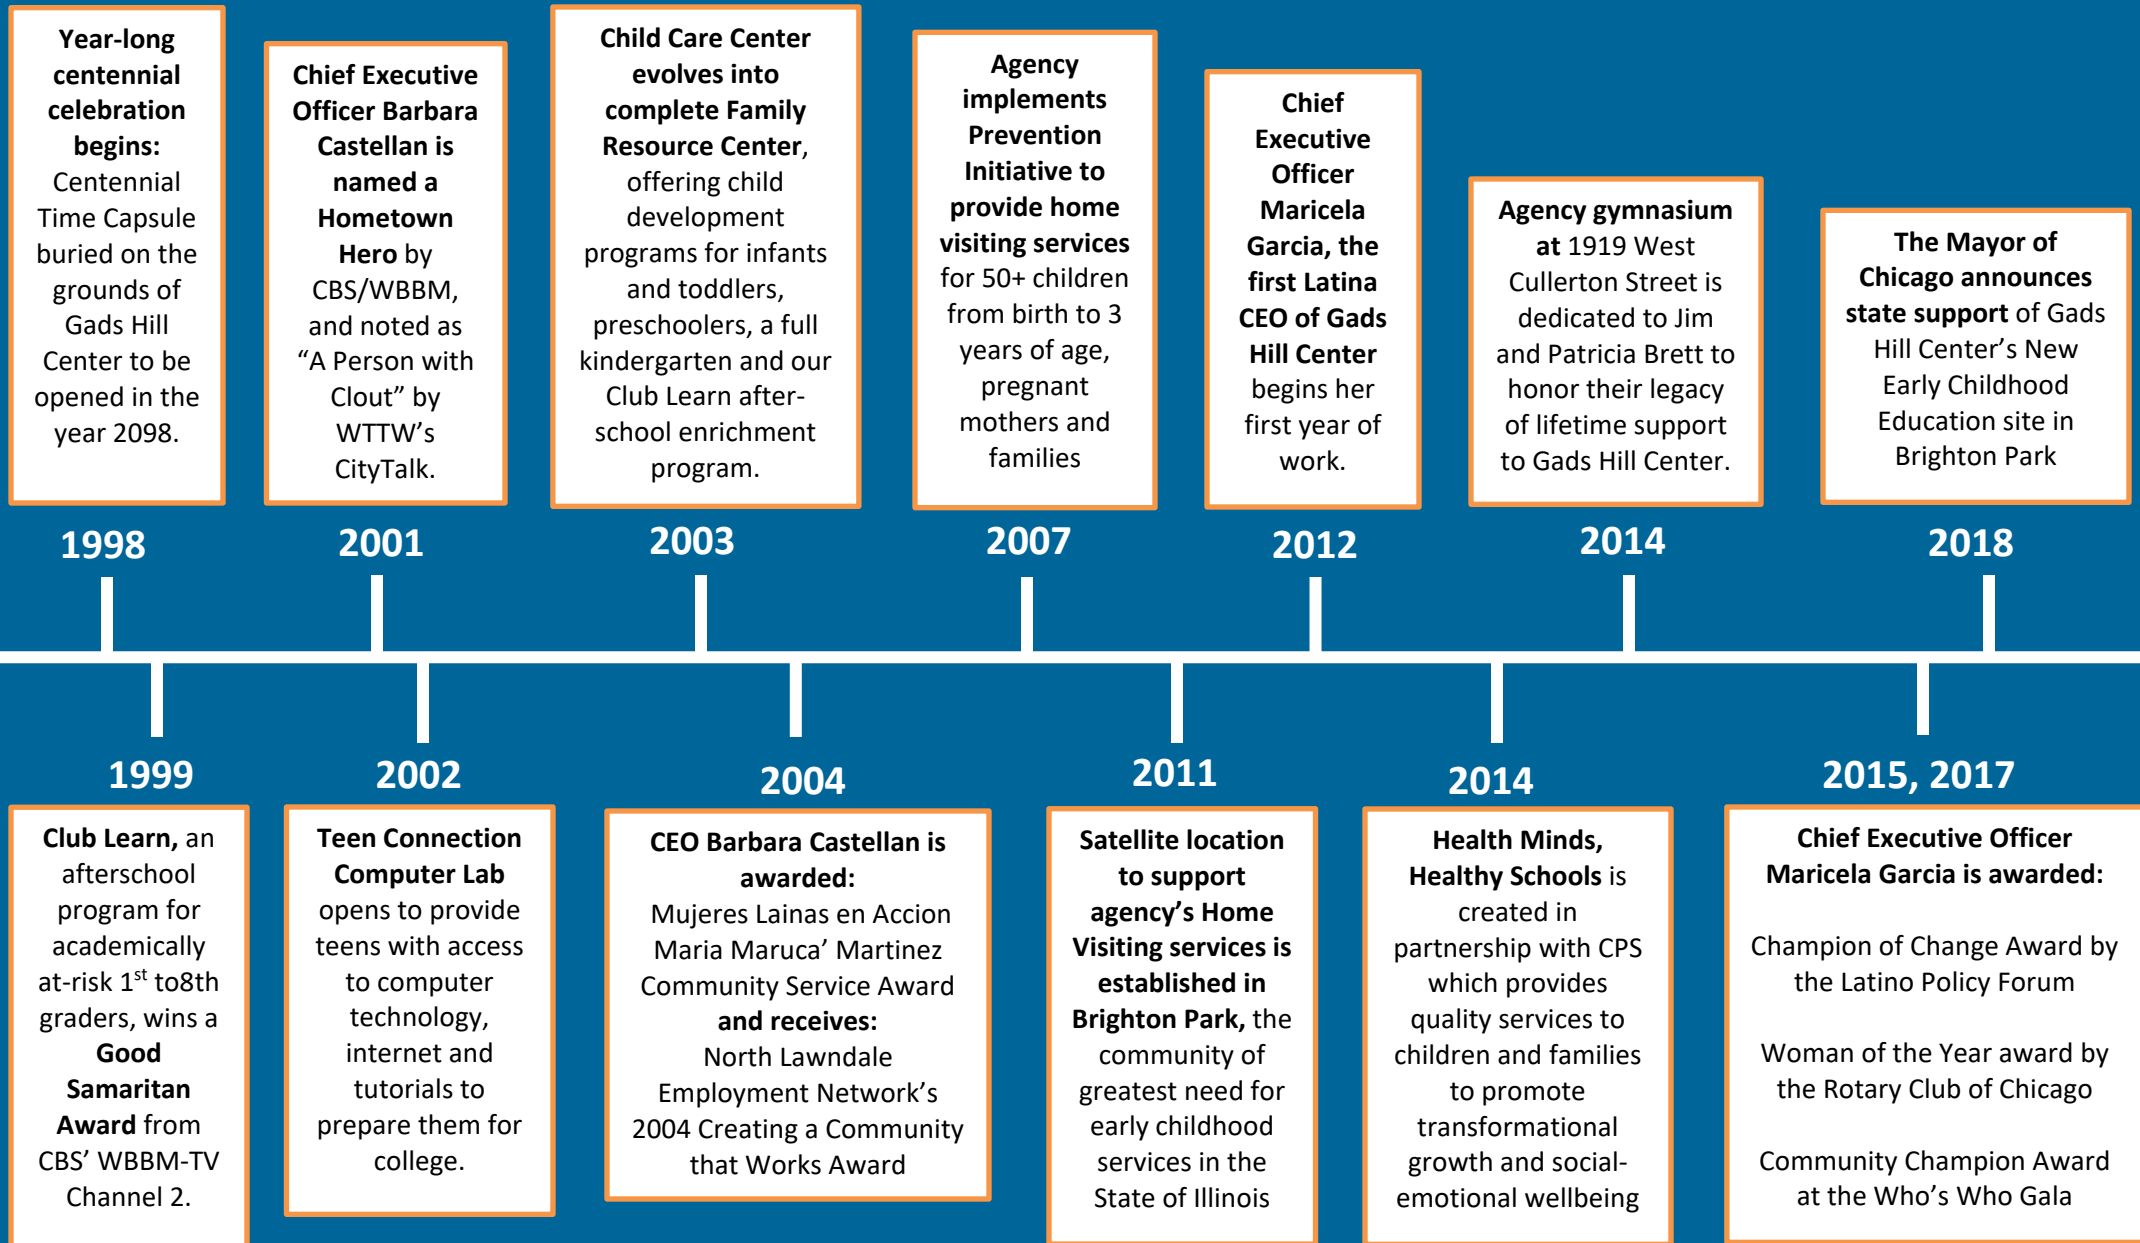 Year-long
centennial
celebration
begins:
Centennial
Time Capsule
buried on the
grounds of
Gads Hill
Center to be
opened in the
year 2098.
1998
Chief Executive
Officer Barbara
Castellan is
named a
Hometown
Hero by
CBS/WBBM,
and noted as
“A Person with
Clout” by
WTTW’s
CityTalk.
2001
Child Care Center
evolves into
complete Family
Resource Center,
offering child
development
programs for infants
and toddlers,
preschoolers, a full
kindergarten and our
Club Learn after-
school enrichment
program.
2003
Agency
implements
Prevention
Initiative to
provide home
visiting services
for 50+ children
from birth to 3
years of age,
pregnant
mothers and
families
2007
Chief
Executive
Officer
Maricela
Garcia, the
first Latina
CEO of Gads
Hill Center
begins her
first year of
work.
2012
Agency gymnasium
at 1919 West
Cullerton Street is
dedicated to Jim
and Patricia Brett to
honor their legacy
of lifetime support
to Gads Hill Center.
2014
The Mayor of
Chicago announces
state support of Gads
Hill Center’s New
Early Childhood
Education site in
Brighton Park
2018
1999
Club Learn, an
afterschool
program for
academically
at-risk 1st to8th
graders, wins a
Good
Samaritan
Award from
CBS’ WBBM-TV
Channel 2.
2002
Teen Connection
Computer Lab
opens to provide
teens with access
to computer
technology,
internet and
tutorials to
prepare them for
college.
2004
CEO Barbara Castellan is
awarded:
Mujeres Lainas en Accion
Maria Maruca’ Martinez
Community Service Award
and receives:
North Lawndale
Employment Network’s
2004 Creating a Community
that Works Award
2011
Satellite location
to support
agency’s Home
Visiting services is
established in
Brighton Park, the
community of
greatest need for
early childhood
services in the
State of Illinois
2014
Health Minds,
Healthy Schools is
created in
partnership with CPS
which provides
quality services to
children and families
to promote
transformational
growth and social-
emotional wellbeing
2015, 2017
Chief Executive Officer
Maricela Garcia is awarded:
Champion of Change Award by
the Latino Policy Forum
Woman of the Year award by
the Rotary Club of Chicago
Community Champion Award
at the Who’s Who Gala